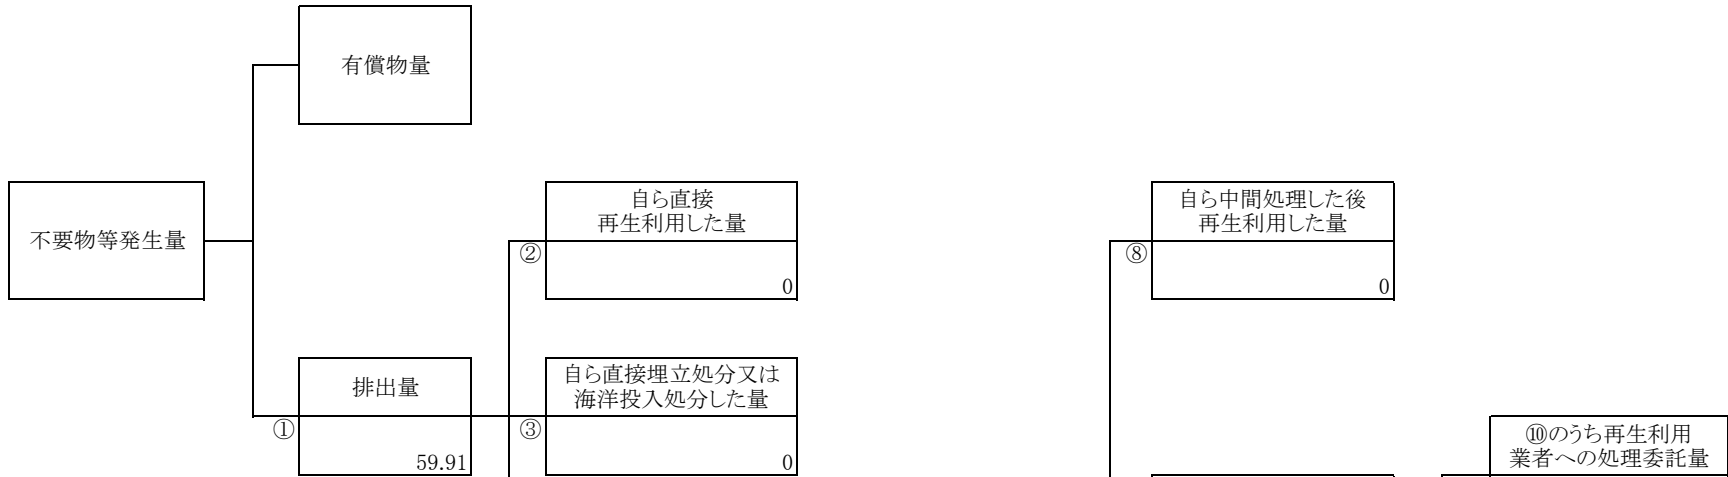 有償物量
不要物等発生量
自ら直接
再生利用した量
②
0
自ら中間処理した後
再生利用した量
⑧
0
排出量
①
59.91
自ら直接埋立処分又は
海洋投入処分した量
③
0
⑩のうち再生利用
業者への処理委託量